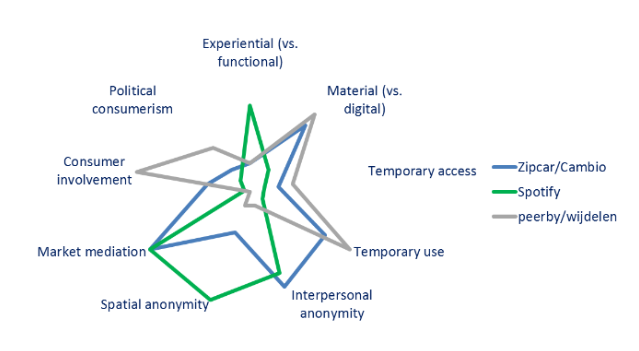 Experiential (vs.
functional)
Political
consumerism
Material (vs.
digital)
Consumer
involvement
Temporary access
Zipcar/Cambio
Spotify
peerby/wijdelen
Market mediation
Temporary use
Spatial anonymity
Interpersonal
anonymity